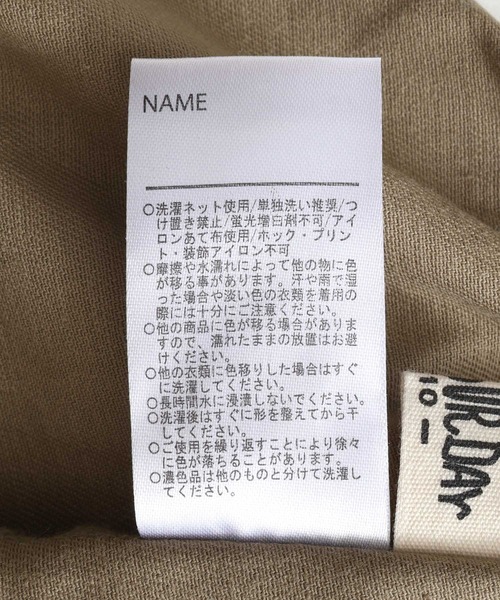 NAME
○洗濯ネット使用/単独洗い推奨/つ
け置き禁止/蛍光増白剤不可/アイ
ロンあて布使用/ホック・プリン
ト・装飾アイロン不可
○摩擦や水濡れによって他の物に色
が移る事があります。汗や雨で湿
った場合や淡い色の衣類を着用の
際には十分にご注意ください。
○他の商品に色が移る場合がありま
すので、濡れたままの放置はお避
けください。
○他の衣類に色移りした場合はすぐ
に洗濯してください。
○長時間水に浸漬しないでください。
○洗濯後はすぐに形を整えてから干
してください。
○ご使用を繰り返すことにより徐々
に色が落ちることがあります。
○濃色品は他のものと分けて洗濯し
てください。
UR DAY
10